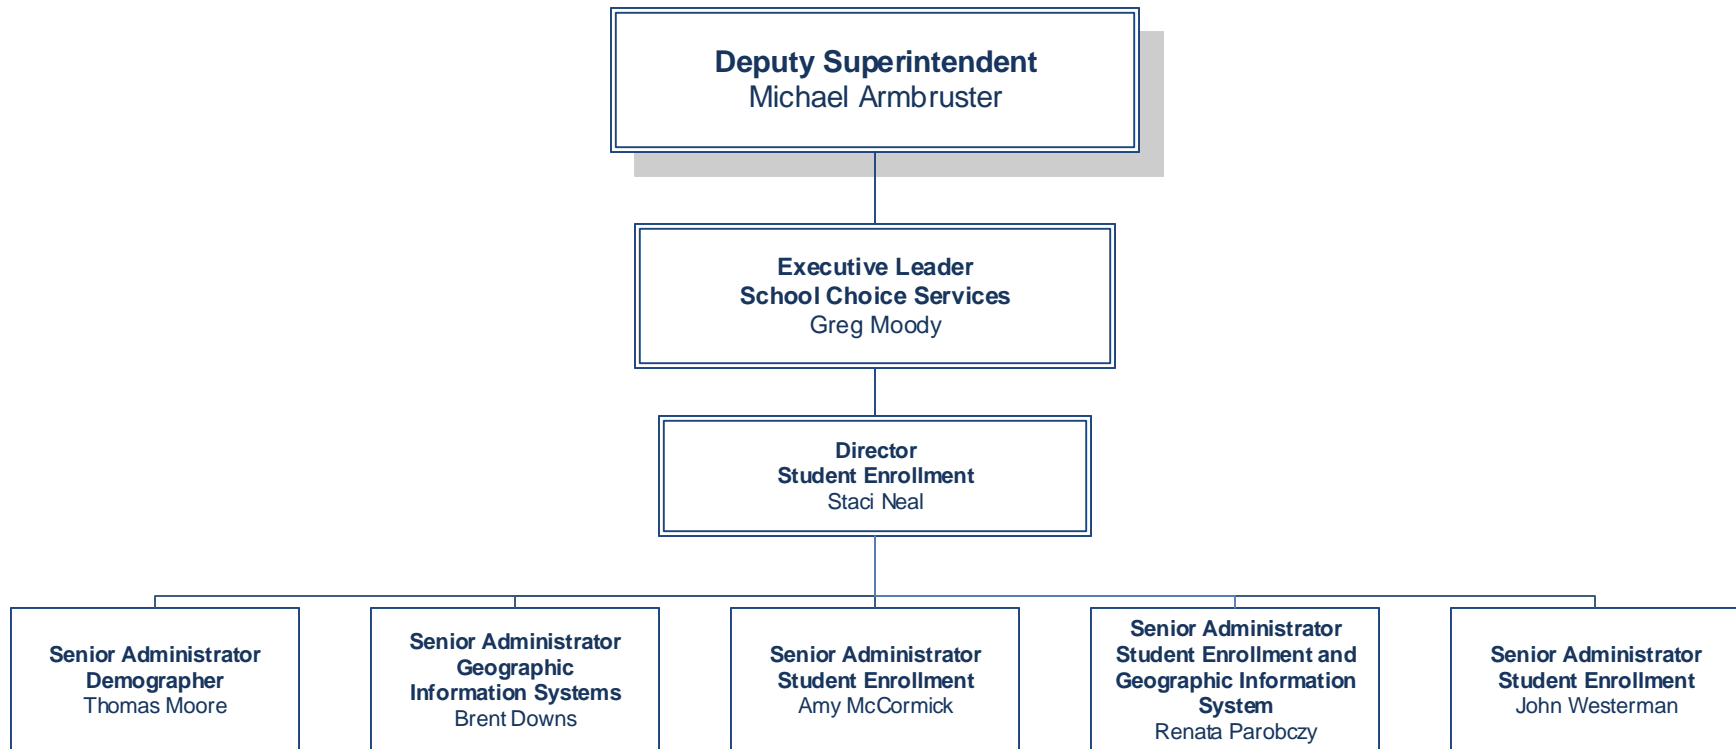 Deputy Superintendent
Michael Armbruster
Executive Leader
School Choice Services
Greg Moody
Director
Student Enrollment
Staci Neal
Senior Administrator
Demographer
Thomas Moore
Senior Administrator
Geographic
Information Systems
Brent Downs
Senior Administrator
Student Enrollment
Amy McCormick
Senior Administrator
Student Enrollment and
Geographic Information
System
Renata Parobczy
Senior Administrator
Student Enrollment
John Westerman